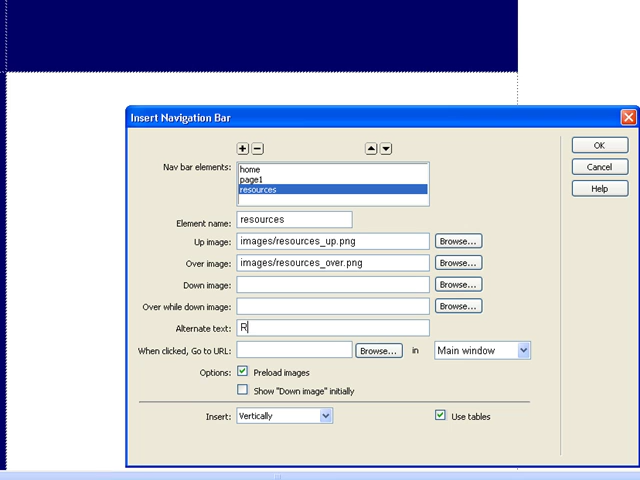 Insert Navigation Bar
Nav bar elements:
home
page1
resources
Element name: resources
Up image: images/resources_up.png Browse...
Over image: images/resources_over.png Browse...
Down image: Browse...
Over while down image: Browse...
Alternate text: R
When clicked, Go to URL: Browse... in Main window
Options: Preload images
Show "Down image" initially
Insert: Vertically Use tables
OK
Cancel
Help